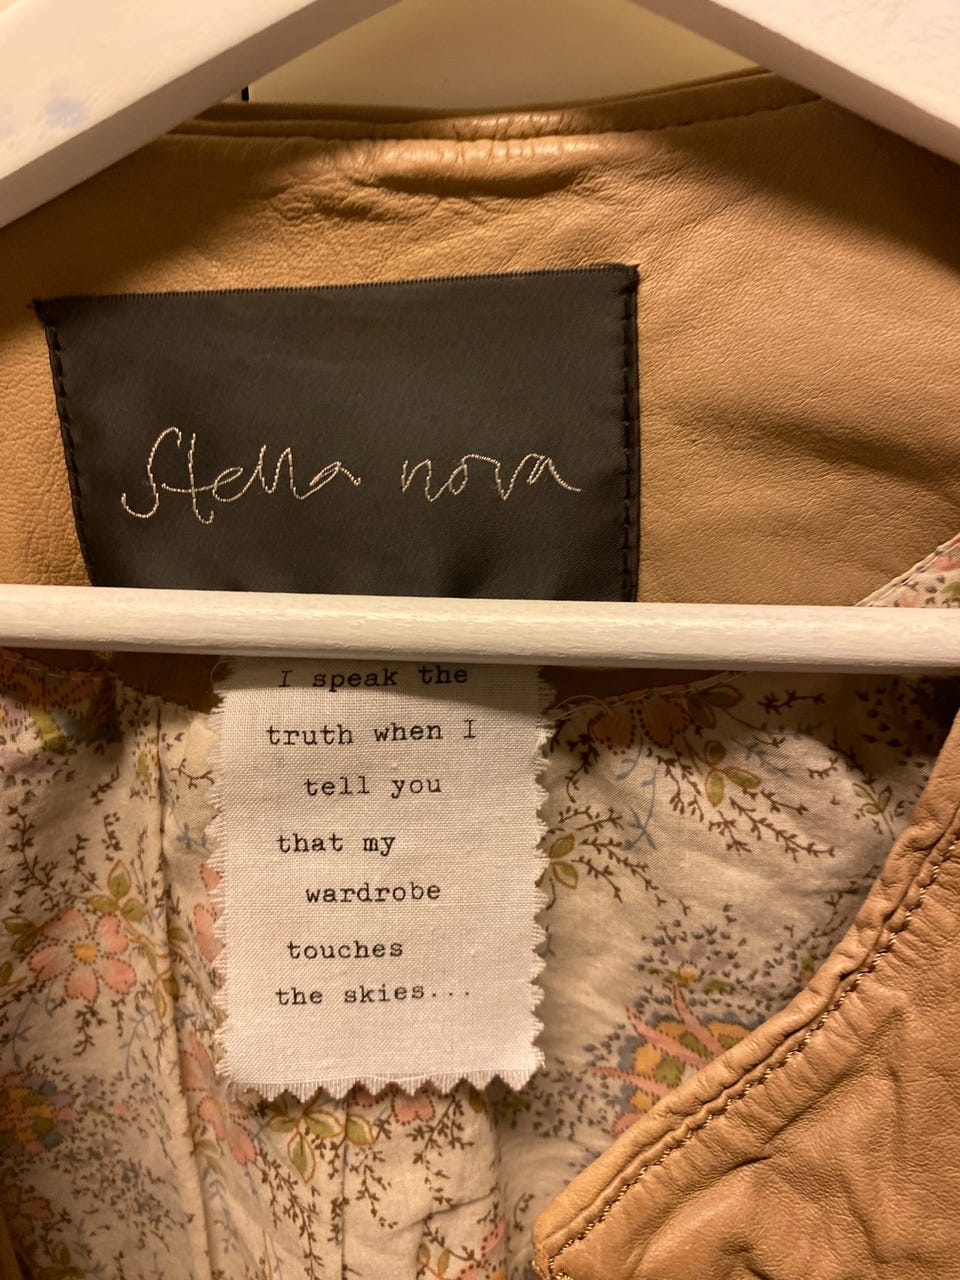 Stella nova
I speak the
truth when I
tell you
that my
wardrobe
touches
the skies...